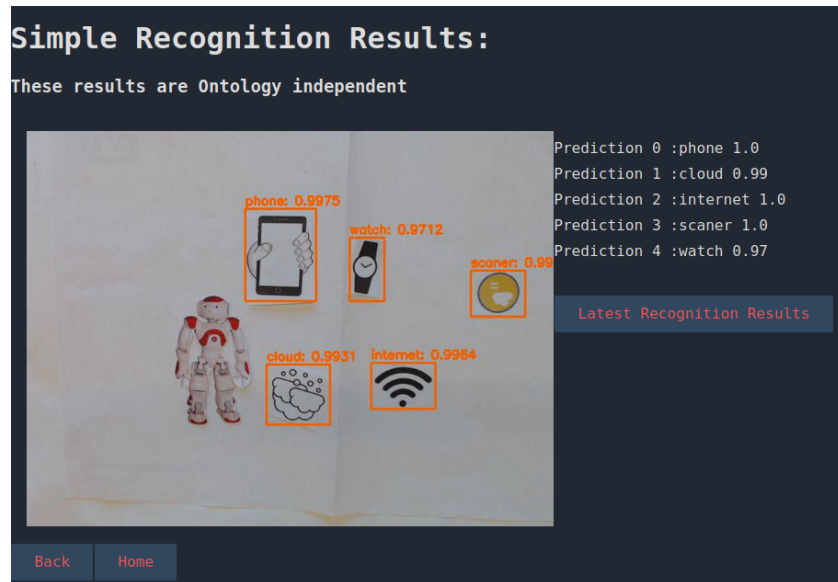 Simple Recognition Results:
These results are Ontology independent
phone: 0.9975
watch: 0.9712
scaner: 0.99
cloud: 0.9931
internet: 0.9964
Prediction 0 :phone 1.0
Prediction 1 :cloud 0.99
Prediction 2 :internet 1.0
Prediction 3 :scaner 1.0
Prediction 4 :watch 0.97
Latest Recognition Results
Back Home